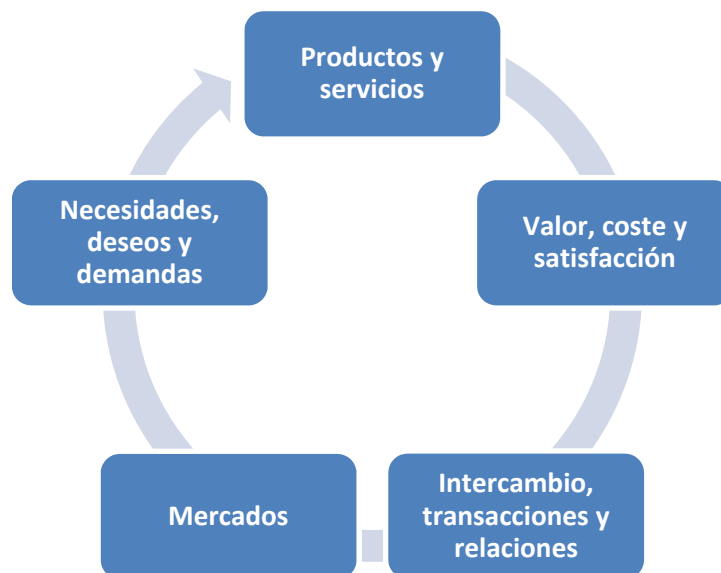 Productos y
servicios
Valor, coste y
satisfacción
Intercambio,
transacciones y
relaciones
Mercados
Necesidades,
deseos y
demandas